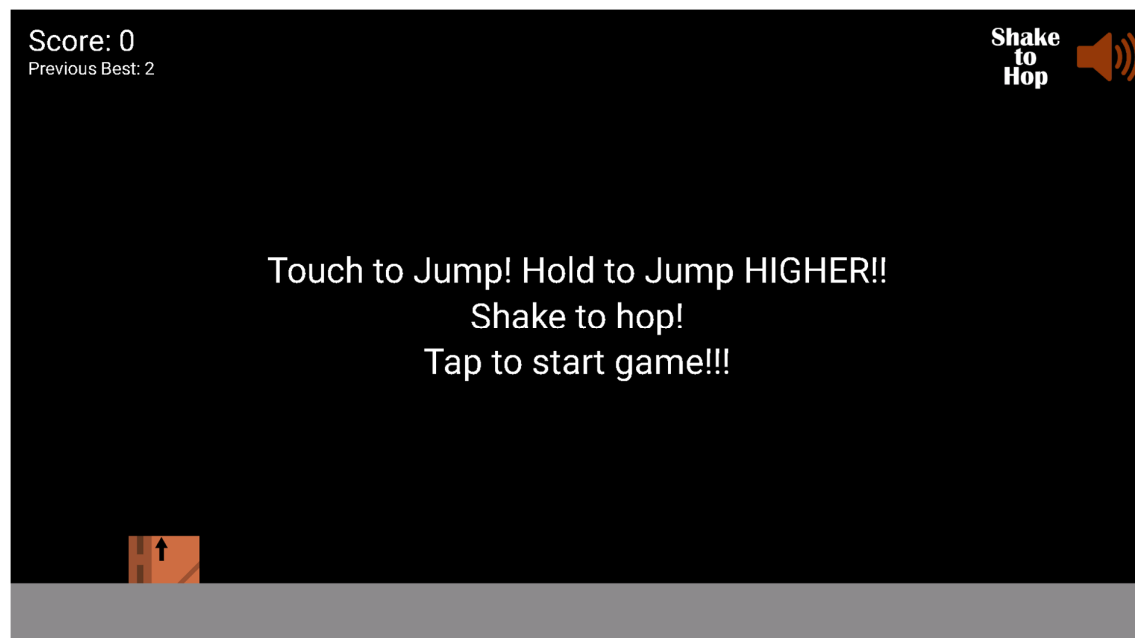 Score: 0
Previous Best: 2
Shake
to
Hop
Touch to Jump! Hold to Jump HIGHER!!
Shake to hop!
Tap to start game!!!